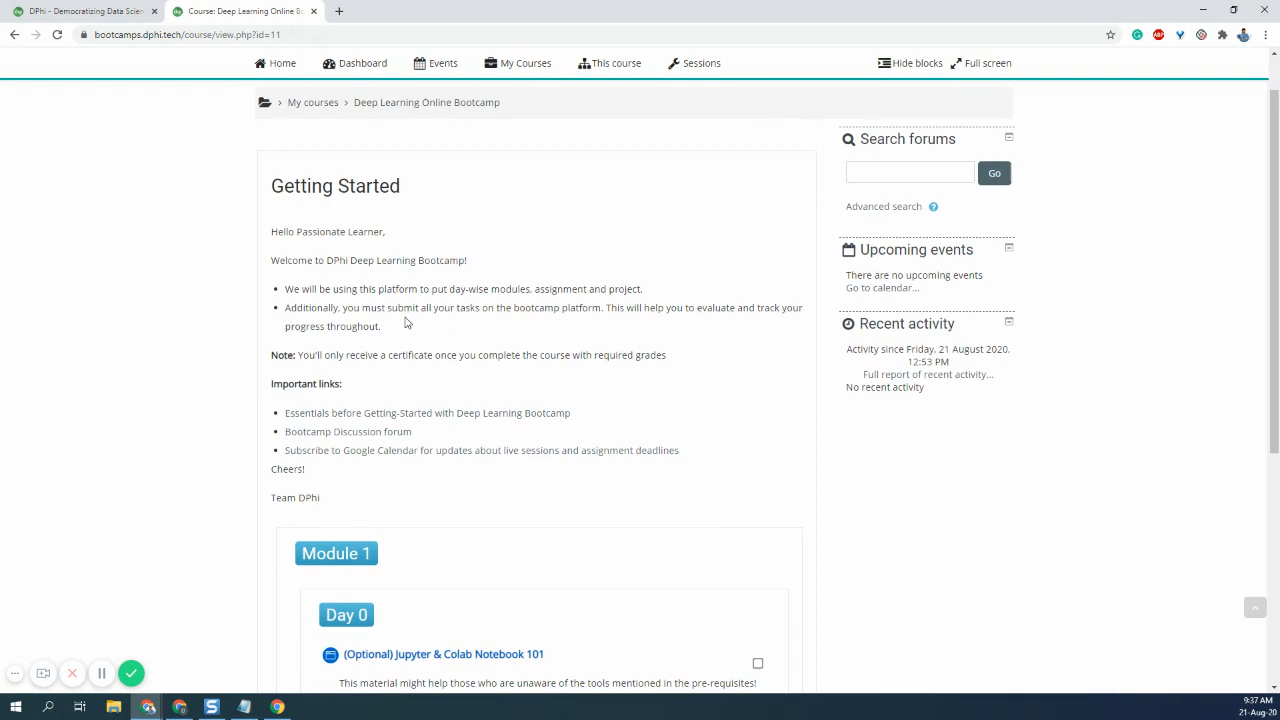 DPhi - Democratizing Data Scien
Course: Deep Learning Online Bo
bootcamps.dphi.tech/course/view.php?id=11
Home Dashboard Events My Courses This course Sessions Hide blocks Full screen
My courses › Deep Learning Online Bootcamp
Getting Started
Hello Passionate Learner,
Welcome to DPhi Deep Learning Bootcamp!
• We will be using this platform to put day-wise modules, assignment and project.
• Additionally, you must submit all your tasks on the bootcamp platform. This will help you to evaluate and track your
progress throughout.
Note: You'll only receive a certificate once you complete the course with required grades
Important links:
• Essentials before Getting-Started with Deep Learning Bootcamp
• Bootcamp Discussion forum
• Subscribe to Google Calendar for updates about live sessions and assignment deadlines
Cheers!
Team DPhi
Module 1
Day 0
(Optional) Jupyter & Colab Notebook 101
This material might help those who are unaware of the tools mentioned in the pre-requisites!
Search forums
Go
Advanced search ?
Upcoming events
There are no upcoming events
Go to calendar...
Recent activity
Activity since Friday, 21 August 2020,
12:53 PM
Full report of recent activity...
No recent activity
9:37 AM
21-Aug-20